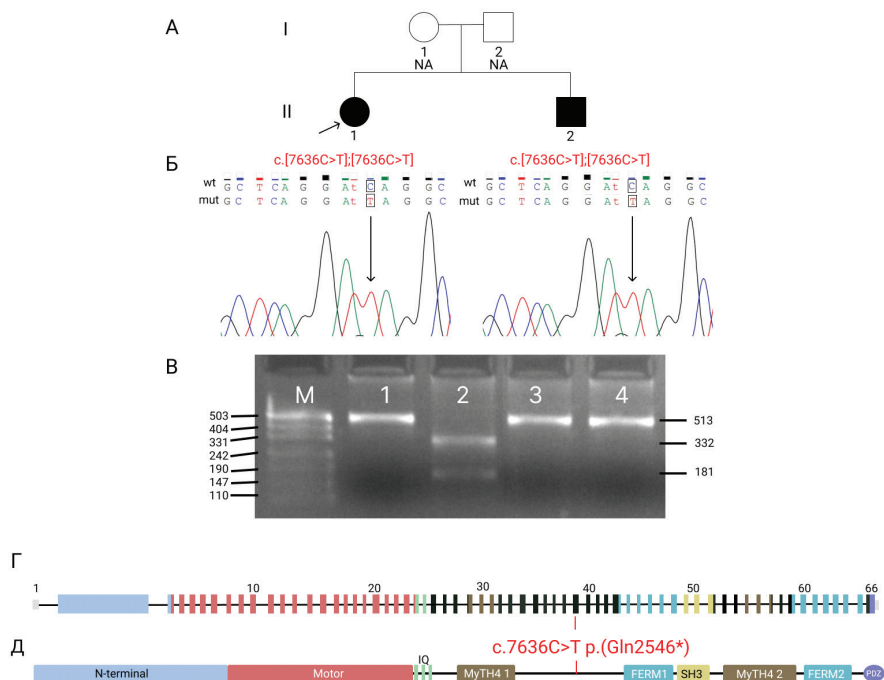 А
I
1
NA
2
NA
II
1
2
Б
c.[7636C>T];[7636C>T]
c.[7636C>T];[7636C>T]
wt G C T C A G G A t C A G G C
mut G C T C A G G A t T A G G C
wt G C T C A G G A t C A G G C
mut G C T C A G G A t T A G G C
В
M 1 2 3 4
503
404
331
242
190
147
110
513
332
181
Г
1 10 20 30 40 50 60 66
c.7636C>T p.(Gln2546*)
Д
N-terminal Motor IQ MyTH4 1 FERM1 SH3 MyTH4 2 FERM2 PDZ